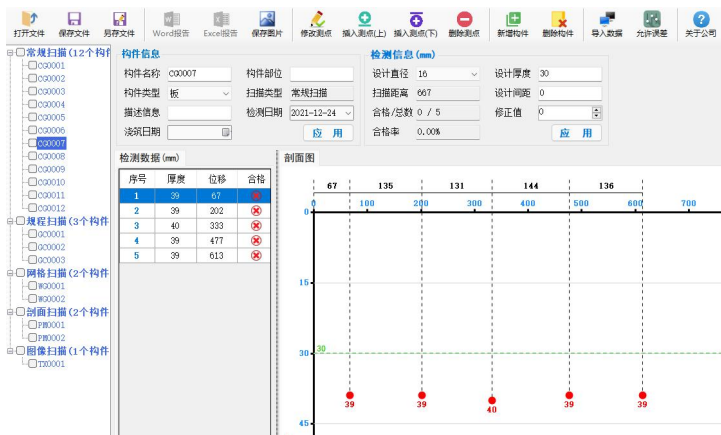 打开文件 保存文件 另存文件 Word报告 Excel报告 保存图片 修改测点 插入测点(上) 插入测点(下) 删除测点 新增构件 删除构件 导入数据 允许误差 关于公司
常规扫描(12个构件
CG0001
CG0002
CG0003
CG0004
CG0005
CG0006
CG0007
CG0008
CG0009
CG0010
CG0011
CG0012
规程扫描(3个构件
GC0001
GC0002
GC0003
网格扫描(2个构件
WG0001
WG0002
剖面扫描(2个构件
PM0001
PM0002
图像扫描(1个构件
TX0001
构件信息
构件名称 CG0007 构件部位
构件类型 板 扫描类型 常规扫描
描述信息 检测日期 2021-12-24
浇筑日期 应 用
检测信息(mm)
设计直径 16 设计厚度 30
扫描距离 667 设计间距 0
合格/总数 0 / 5 修正值 0
合格率 0.00% 应 用
检测数据(mm)
序号 厚度 位移 合格
1 39 67
2 39 202
3 40 333
4 39 477
5 39 613
剖面图
67 135 131 144 136
0 100 200 300 400 500 600 700
0
15
30 30
39 39 40 39 39
45